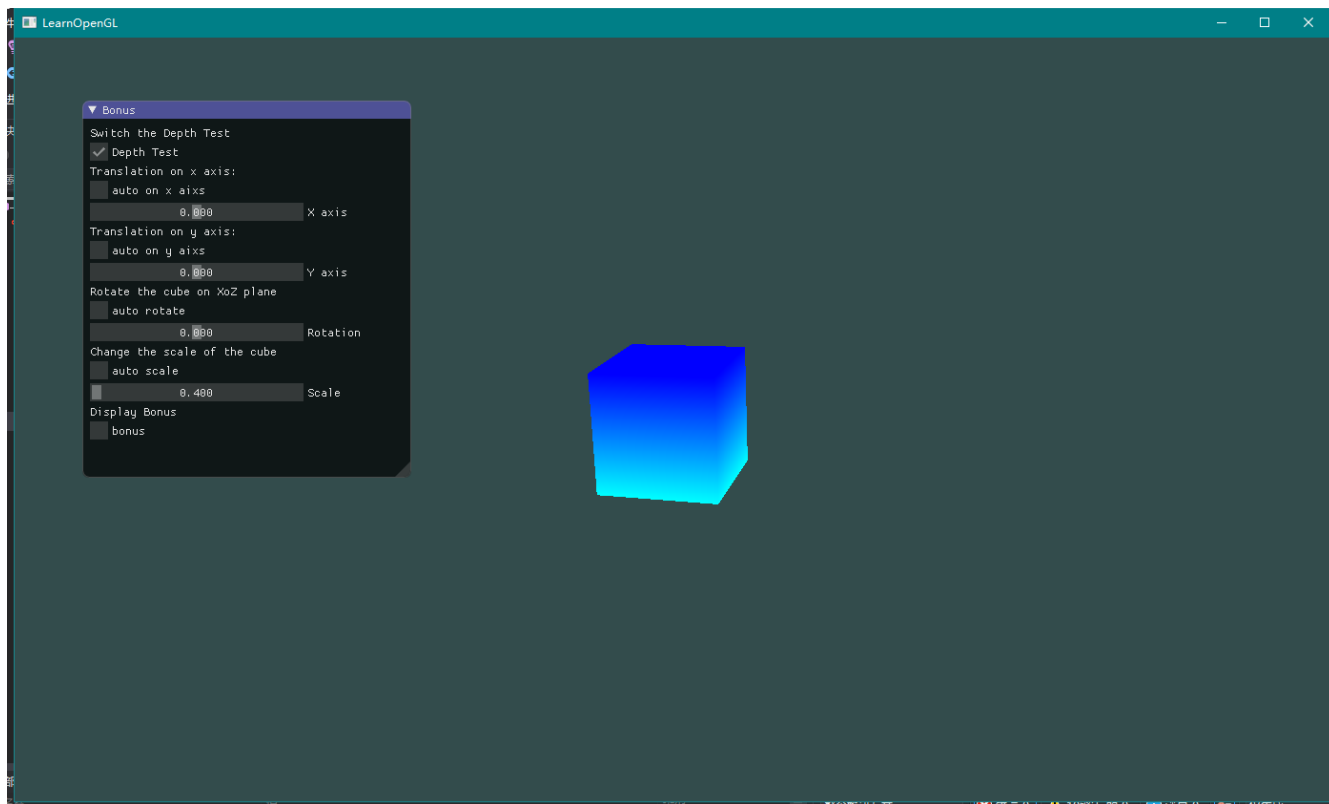 LearnOpenGL
Bonus
Switch the Depth Test
Depth Test
Translation on x axis:
auto on x aixs
0.000 X axis
Translation on y axis:
auto on y aixs
0.000 Y axis
Rotate the cube on XoZ plane
auto rotate
0.000 Rotation
Change the scale of the cube
auto scale
0.400 Scale
Display Bonus
bonus